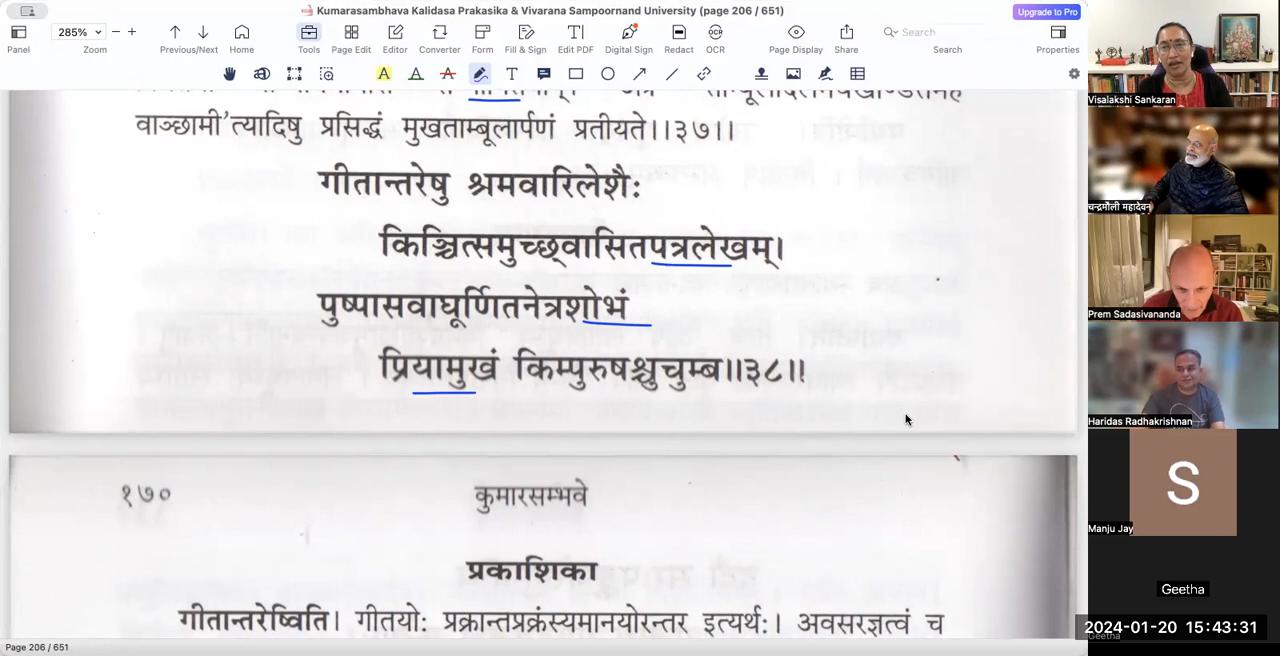 Kumarasambhava Kalidasa Prakasika & Vivarana Sampoornand University (page 206 / 651)
Upgrade to Pro
285%
Panel Zoom Previous/Next Home Tools Page Edit Editor Converter Form Fill & Sign Edit PDF Digital Sign Redact OCR Page Display Share Search Properties
Search
वाञ्छामी’त्यादिषु प्रसिद्धं मुखताम्बूलार्पणं प्रतीयते।।३७।।
गीतान्तरेषु श्रमवारिलेशैः
किञ्चित्समुच्छ्वासितपत्रलेखम्।
पुष्पासवाघूर्णितनेत्रशोभं
प्रियामुखं किम्पुरुषश्चुचुम्ब॥३८॥
१७०
कुमारसम्भवे
प्रकाशिका
गीतान्तरेष्विति। गीतयोः प्रक्रान्तप्रक्रंस्यमानयोरन्तर इत्यर्थः। अवसरज्ञत्वं च
Page 206 / 651
Visalakshi Sankaran
चन्द्रमौली महादेवन
Prem Sadasivananda
Haridas Radhakrishnan
S
Manju Jay
Geetha
2024-01-20 15:43:31
Geetha